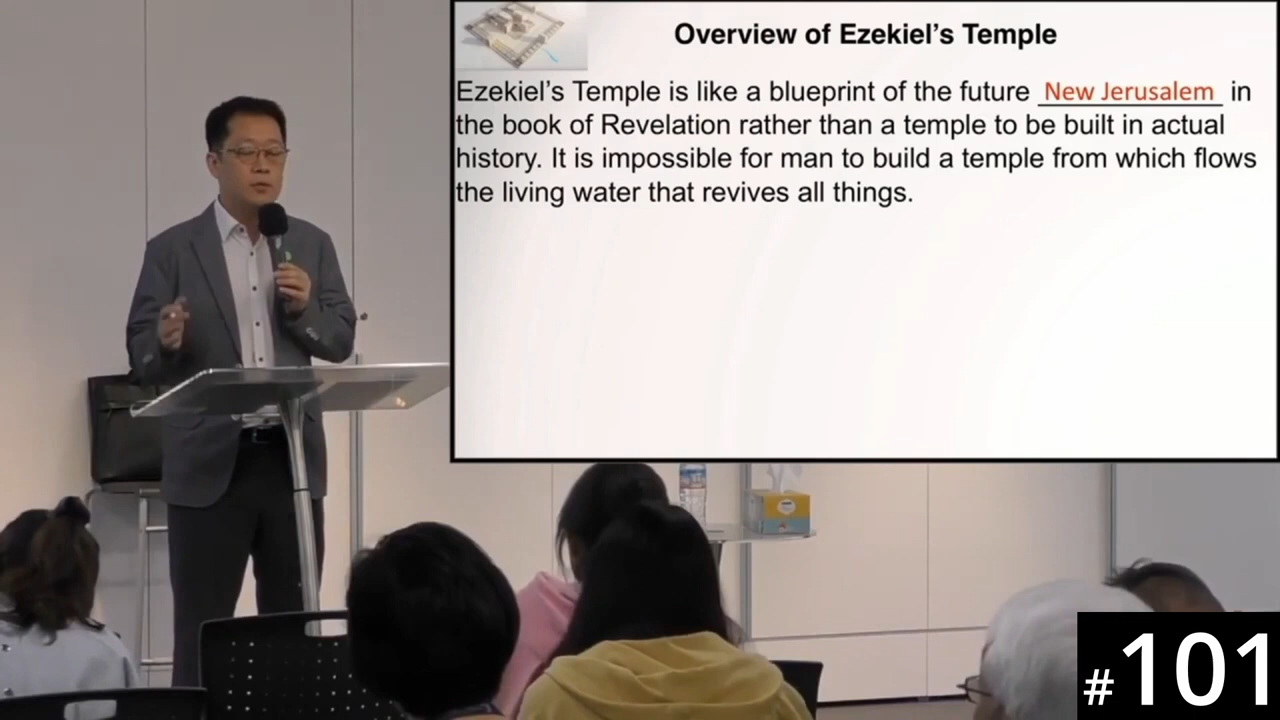 Overview of Ezekiel's Temple
Ezekiel's Temple is like a blueprint of the future New Jerusalem in
the book of Revelation rather than a temple to be built in actual
history. It is impossible for man to build a temple from which flows
the living water that revives all things.
#101